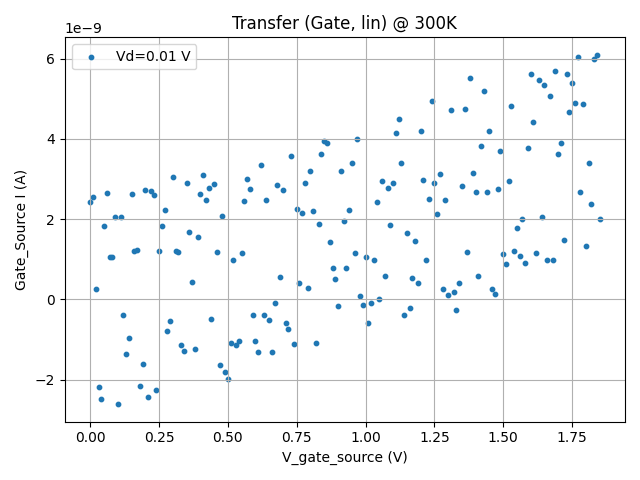 Transfer (Gate, lin) @ 300K
1e−9
Vd=0.01 V
6
4
2
0
−2
Gate_Source I (A)
0.00 0.25 0.50 0.75 1.00 1.25 1.50 1.75
V_gate_source (V)